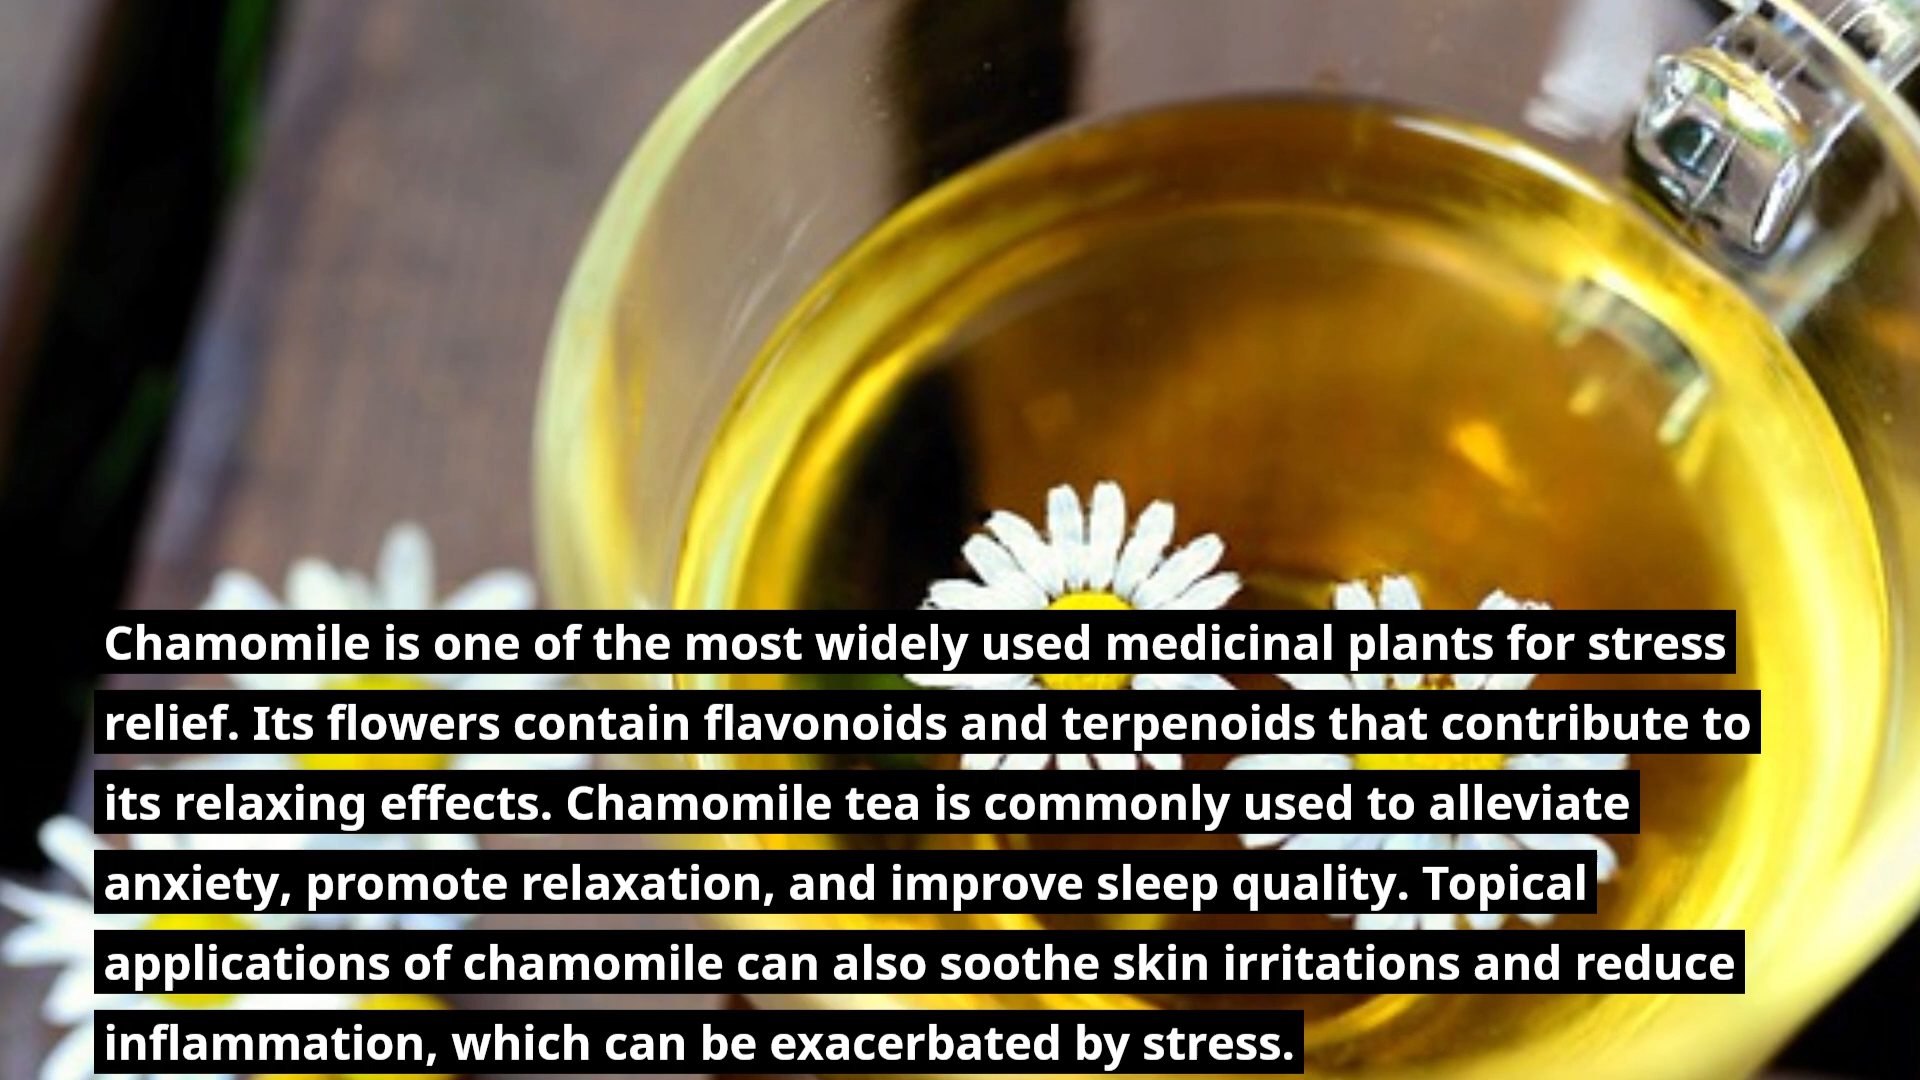 Chamomile is one of the most widely used medicinal plants for stress
relief. Its flowers contain flavonoids and terpenoids that contribute to
its relaxing effects. Chamomile tea is commonly used to alleviate
anxiety, promote relaxation, and improve sleep quality. Topical
applications of chamomile can also soothe skin irritations and reduce
inflammation, which can be exacerbated by stress.